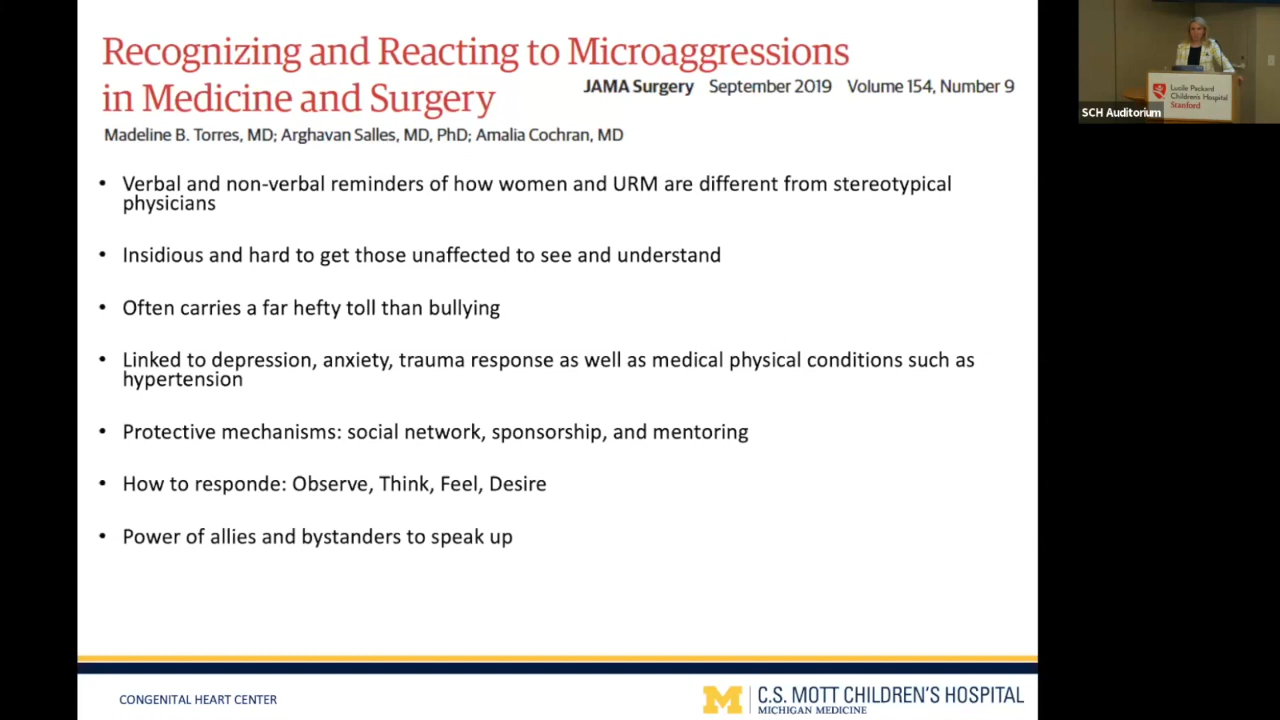 Recognizing and Reacting to Microaggressions
in Medicine and Surgery
JAMA Surgery September 2019 Volume 154, Number 9
Madeline B. Torres, MD; Arghavan Salles, MD, PhD; Amalia Cochran, MD
• Verbal and non-verbal reminders of how women and URM are different from stereotypical
physicians
• Insidious and hard to get those unaffected to see and understand
• Often carries a far hefty toll than bullying
• Linked to depression, anxiety, trauma response as well as medical physical conditions such as
hypertension
• Protective mechanisms: social network, sponsorship, and mentoring
• How to responde: Observe, Think, Feel, Desire
• Power of allies and bystanders to speak up
CONGENITAL HEART CENTER
M
C.S. MOTT CHILDREN'S HOSPITAL
MICHIGAN MEDICINE
Lucile Packard
Children's Hospital
Stanford
SCH Auditorium